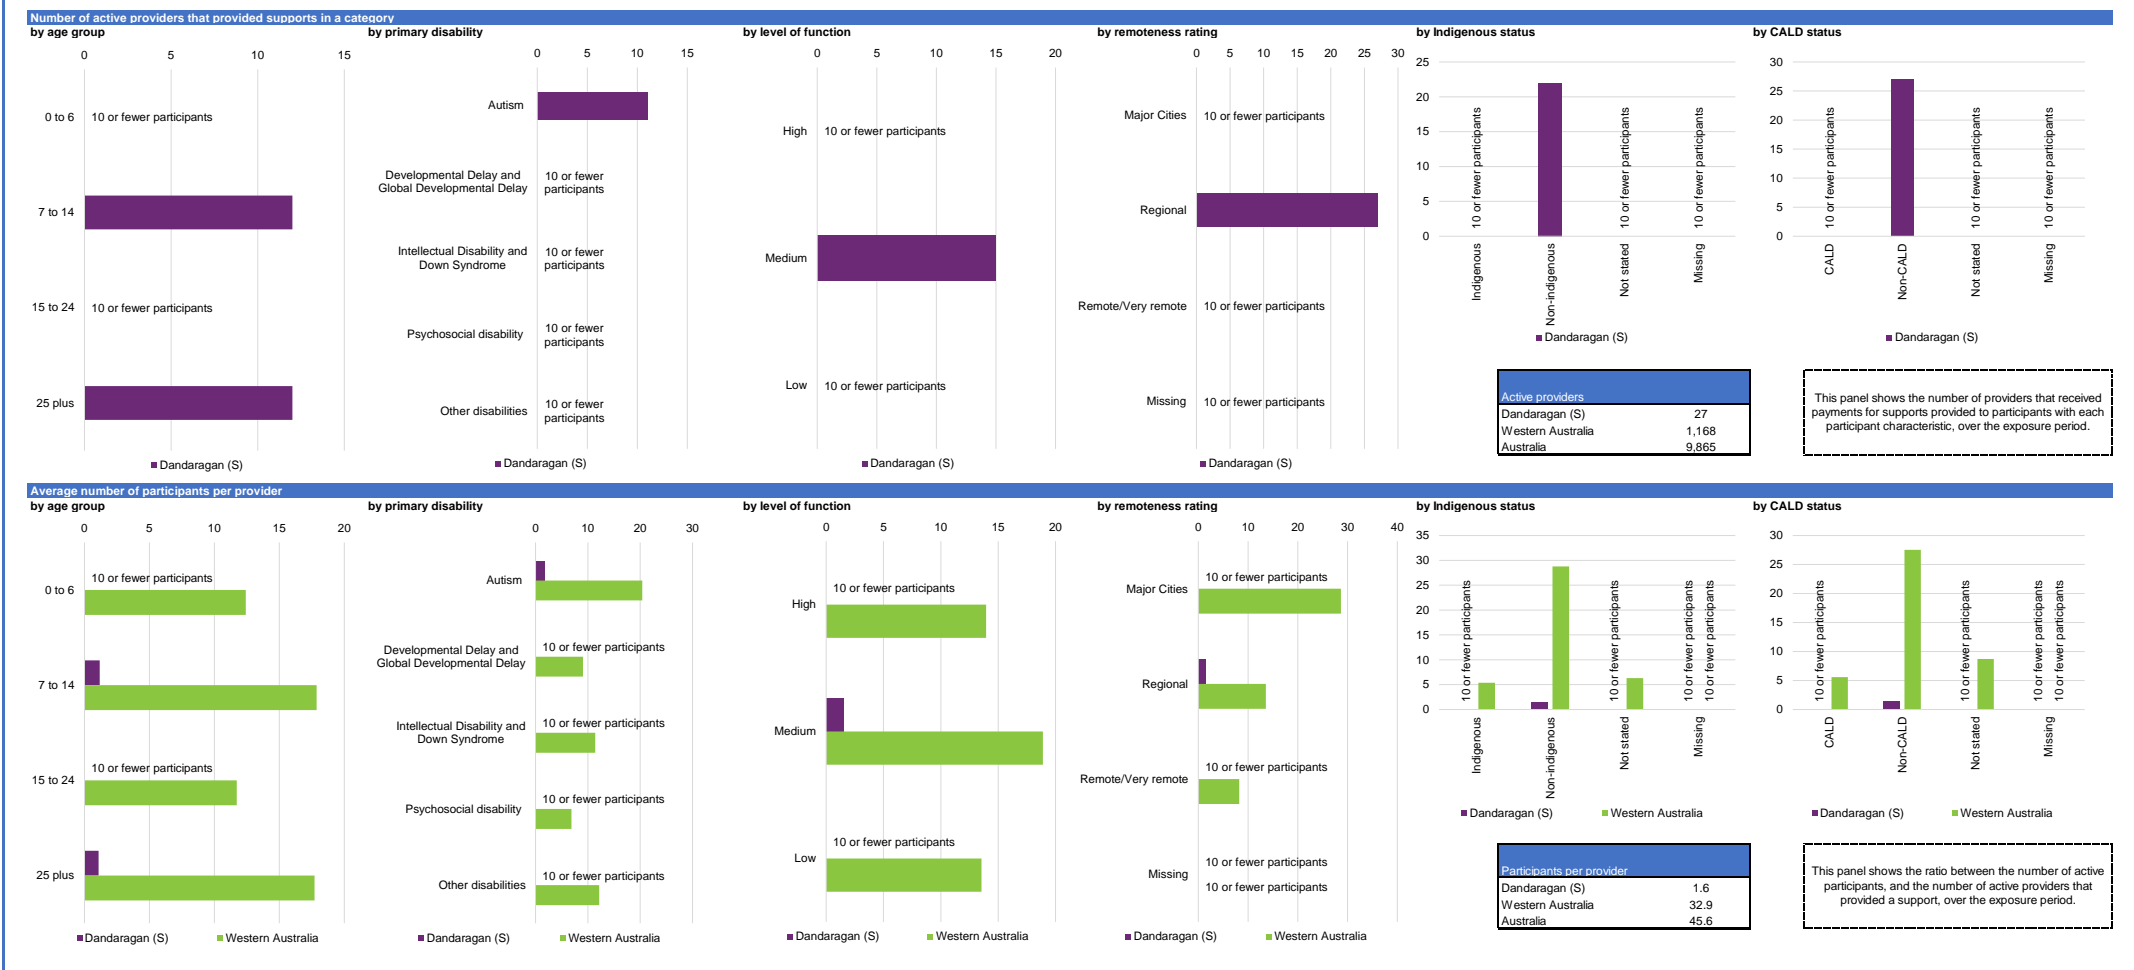 Number of active providers that provided supports in a category
by age group
0 5 10 15
0 to 6
10 or fewer participants
7 to 14
15 to 24
10 or fewer participants
25 plus
Dandaragan (S)
by primary disability
0 5 10 15
Autism
Developmental Delay and
Global Developmental Delay
10 or fewer
participants
Intellectual Disability and
Down Syndrome
10 or fewer
participants
Psychosocial disability
10 or fewer
participants
Other disabilities
10 or fewer
participants
Dandaragan (S)
by level of function
0 5 10 15 20
High
10 or fewer participants
Medium
Low
10 or fewer participants
Dandaragan (S)
by remoteness rating
0 5 10 15 20 25 30
Major Cities
10 or fewer participants
Regional
Remote/Very remote
10 or fewer participants
Missing
10 or fewer participants
Dandaragan (S)
by Indigenous status
25
20
15
10
5
0
10 or fewer participants
10 or fewer participants
10 or fewer participants
Indigenous
Non-indigenous
Not stated
Missing
Dandaragan (S)
by CALD status
30
25
20
15
10
5
0
10 or fewer participants
10 or fewer participants
10 or fewer participants
CALD
Non-CALD
Not stated
Missing
Dandaragan (S)
Active providers
Dandaragan (S) 27
Western Australia 1,168
Australia 9,865
This panel shows the number of providers that received
payments for supports provided to participants with each
participant characteristic, over the exposure period.
Average number of participants per provider
by age group
0 5 10 15 20
0 to 6
10 or fewer participants
7 to 14
15 to 24
10 or fewer participants
25 plus
Dandaragan (S) Western Australia
by primary disability
0 10 20 30
Autism
Developmental Delay and
Global Developmental Delay
10 or fewer participants
Intellectual Disability and
Down Syndrome
10 or fewer participants
Psychosocial disability
10 or fewer participants
Other disabilities
10 or fewer participants
Dandaragan (S) Western Australia
by level of function
0 5 10 15 20
High
10 or fewer participants
Medium
Low
10 or fewer participants
Dandaragan (S) Western Australia
by remoteness rating
0 10 20 30 40
Major Cities
10 or fewer participants
Regional
Remote/Very remote
10 or fewer participants
Missing
10 or fewer participants
10 or fewer participants
Dandaragan (S) Western Australia
by Indigenous status
35
30
25
20
15
10
5
0
10 or fewer participants
10 or fewer participants
10 or fewer participants
10 or fewer participants
Indigenous
Non-indigenous
Not stated
Missing
Dandaragan (S) Western Australia
by CALD status
30
25
20
15
10
5
0
10 or fewer participants
10 or fewer participants
10 or fewer participants
10 or fewer participants
CALD
Non-CALD
Not stated
Missing
Dandaragan (S) Western Australia
Participants per provider
Dandaragan (S) 1.6
Western Australia 32.9
Australia 45.6
This panel shows the ratio between the number of active
participants, and the number of active providers that
provided a support, over the exposure period.